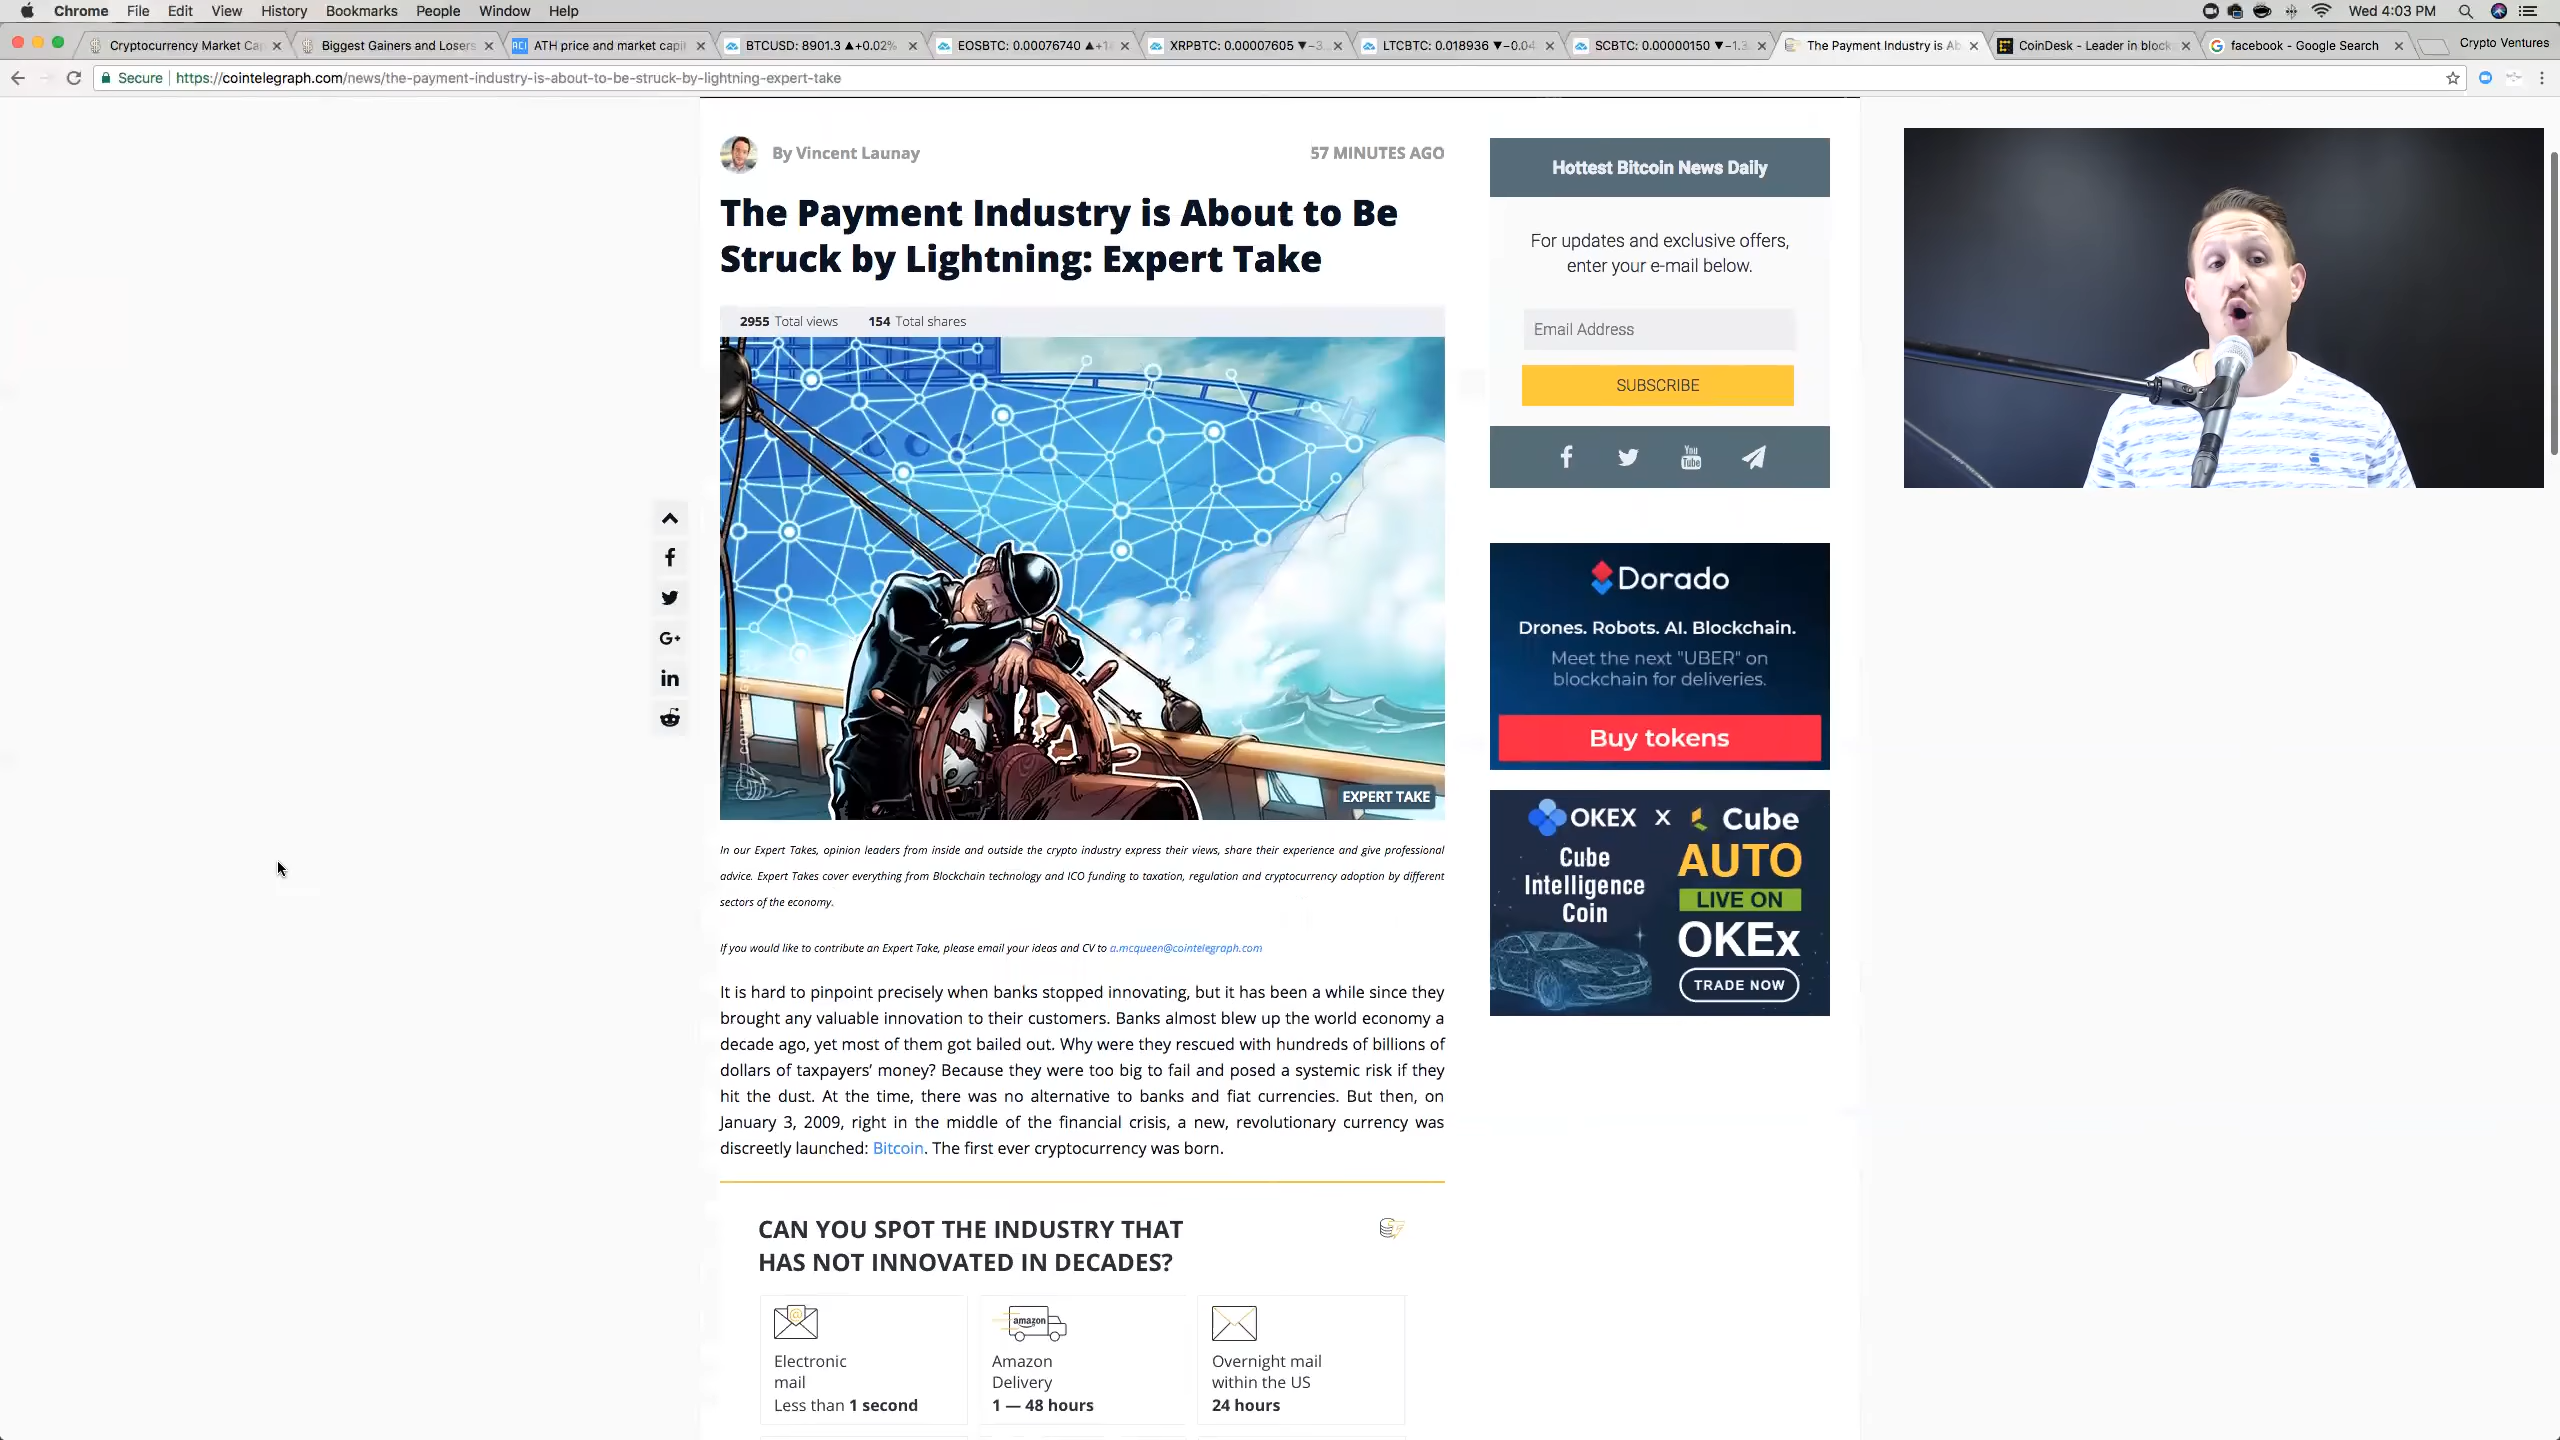 Chrome File Edit View History Bookmarks People Window Help
Wed 4:03 PM
Cryptocurrency Market Ca
Biggest Gainers and Losers
ATH price and market capi
BTCUSD: 8901.3 ▲+0.02%
EOSBTC: 0.00076740 ▲+1
XRPBTC: 0.00007605 ▼−3
LTCBTC: 0.018936 ▼−0.04
SCBTC: 0.00000150 ▼−1.3
The Payment Industry is Ab
CoinDesk - Leader in block
facebook - Google Search
Crypto Ventures
Secure https://cointelegraph.com/news/the-payment-industry-is-about-to-be-struck-by-lightning-expert-take
By Vincent Launay
57 MINUTES AGO
The Payment Industry is About to Be
Struck by Lightning: Expert Take
2955 Total views 154 Total shares
EXPERT TAKE
In our Expert Takes, opinion leaders from inside and outside the crypto industry express their views, share their experience and give professional
advice. Expert Takes cover everything from Blockchain technology and ICO funding to taxation, regulation and cryptocurrency adoption by different
sectors of the economy.
If you would like to contribute an Expert Take, please email your ideas and CV to a.mcqueen@cointelegraph.com
It is hard to pinpoint precisely when banks stopped innovating, but it has been a while since they
brought any valuable innovation to their customers. Banks almost blew up the world economy a
decade ago, yet most of them got bailed out. Why were they rescued with hundreds of billions of
dollars of taxpayers’ money? Because they were too big to fail and posed a systemic risk if they
hit the dust. At the time, there was no alternative to banks and fiat currencies. But then, on
January 3, 2009, right in the middle of the financial crisis, a new, revolutionary currency was
discreetly launched: Bitcoin. The first ever cryptocurrency was born.
CAN YOU SPOT THE INDUSTRY THAT
HAS NOT INNOVATED IN DECADES?
Electronic
mail
Less than 1 second
amazon
Amazon
Delivery
1 — 48 hours
Overnight mail
within the US
24 hours
Hottest Bitcoin News Daily
For updates and exclusive offers,
enter your e-mail below.
Email Address
SUBSCRIBE
You
Tube
Dorado
Drones. Robots. AI. Blockchain.
Meet the next "UBER" on
blockchain for deliveries.
Buy tokens
OKEX X Cube
Cube
Intelligence
Coin
AUTO
LIVE ON
OKEx
TRADE NOW